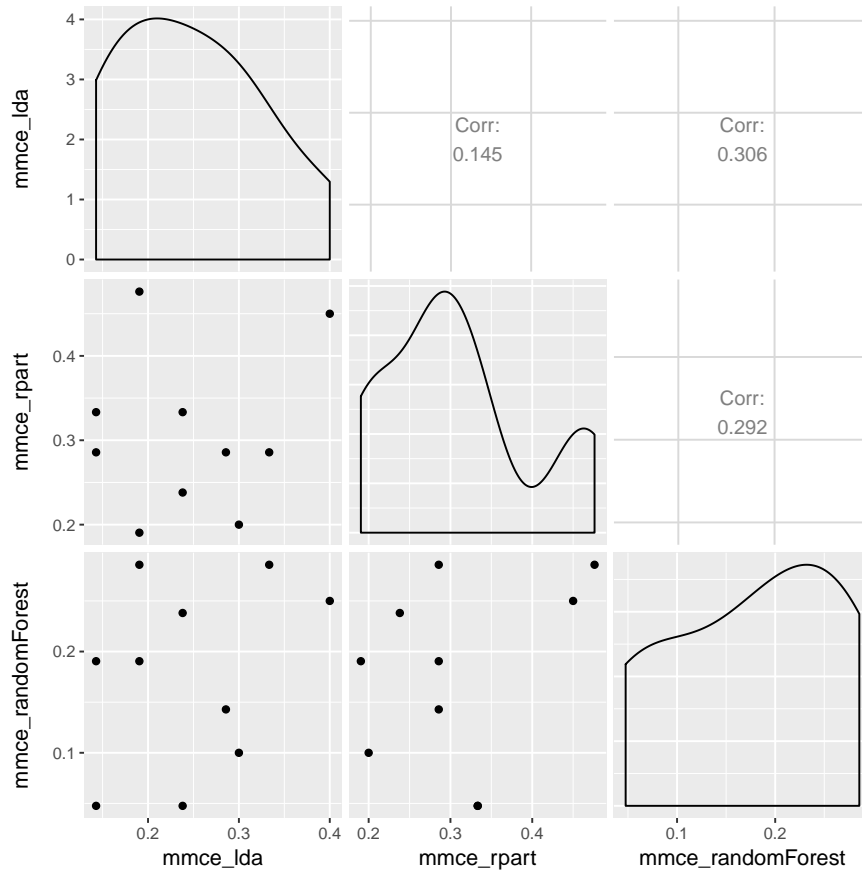 mmce_lda
4
3
2
1
0
Corr:
0.145
Corr:
0.306
mmce_rpart
0.4
0.3
0.2
Corr:
0.292
mmce_randomForest
0.2
0.1
0.2 0.3 0.4
0.2 0.3 0.4
0.1 0.2
mmce_lda
mmce_rpart
mmce_randomForest